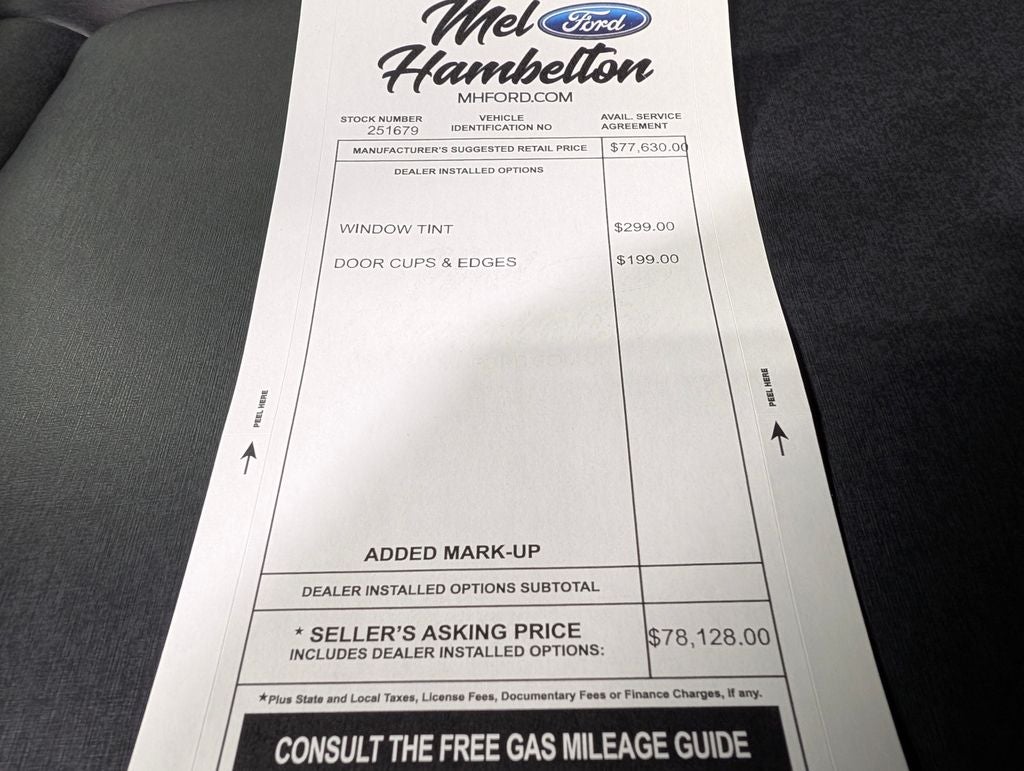 Mel Ford
Hambelton
MHFORD.COM
STOCK NUMBER
251679
VEHICLE
IDENTIFICATION NO
AVAIL. SERVICE
AGREEMENT
MANUFACTURER'S SUGGESTED RETAIL PRICE $77,630.00
DEALER INSTALLED OPTIONS
WINDOW TINT $299.00
DOOR CUPS & EDGES $199.00
PEEL HERE
PEEL HERE
ADDED MARK-UP
DEALER INSTALLED OPTIONS SUBTOTAL
* SELLER'S ASKING PRICE $78,128.00
INCLUDES DEALER INSTALLED OPTIONS:
*Plus State and Local Taxes, License Fees, Documentary Fees or Finance Charges, if any.
CONSULT THE FREE GAS MILEAGE GUIDE